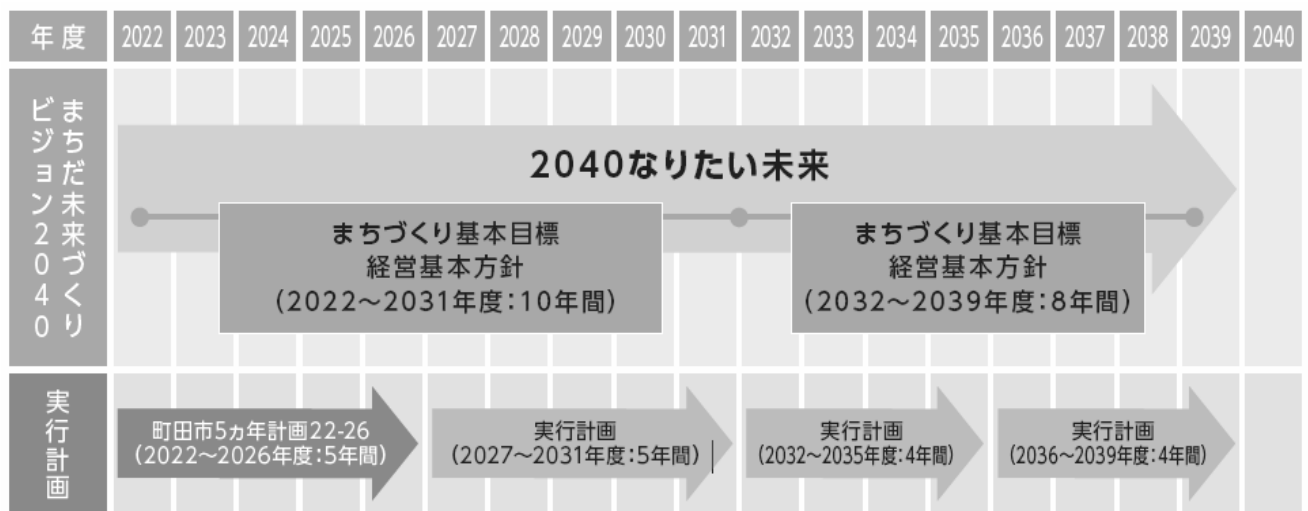 年度 2022 2023 2024 2025 2026 2027 2028 2029 2030 2031 2032 2033 2034 2035 2036 2037 2038 2039 2040
まちだ未来づくり
ビジョン2040
2040なりたい未来
まちづくり基本目標
経営基本方針
(2022～2031年度:10年間)
まちづくり基本目標
経営基本方針
(2032～2039年度:8年間)
実行計画
町田市5ヵ年計画22-26
(2022～2026年度:5年間)
実行計画
(2027～2031年度:5年間)
実行計画
(2032～2035年度:4年間)
実行計画
(2036～2039年度:4年間)